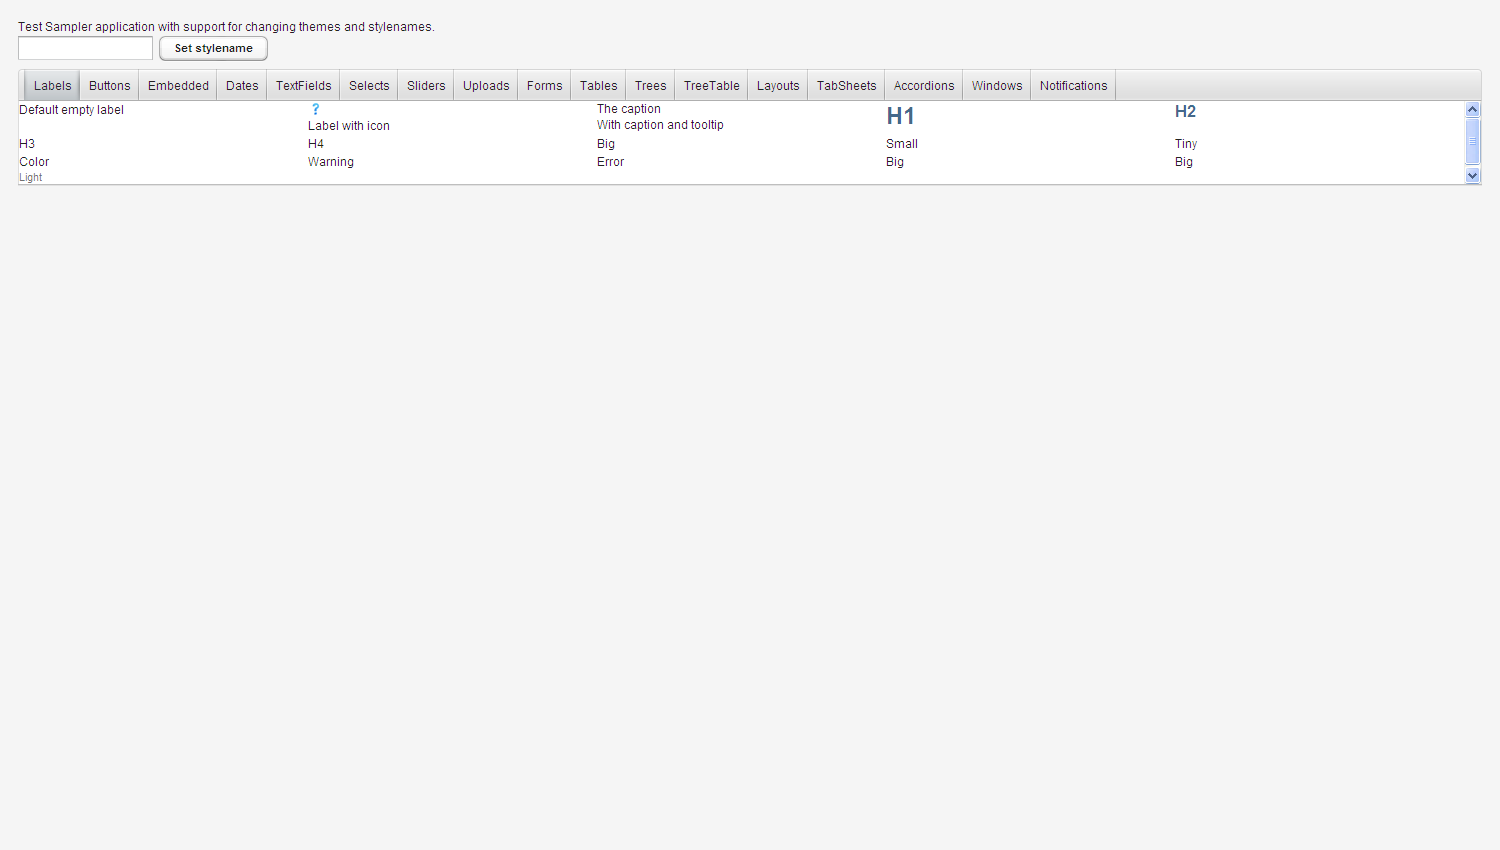 Test Sampler application with support for changing themes and stylenames.
Set stylename
Labels Buttons Embedded Dates TextFields Selects Sliders Uploads Forms Tables Trees TreeTable Layouts TabSheets Accordions Windows Notifications
Default empty label ? The caption H1 H2
Label with icon With caption and tooltip
H3 H4 Big Small Tiny
Color Warning Error Big Big
Light